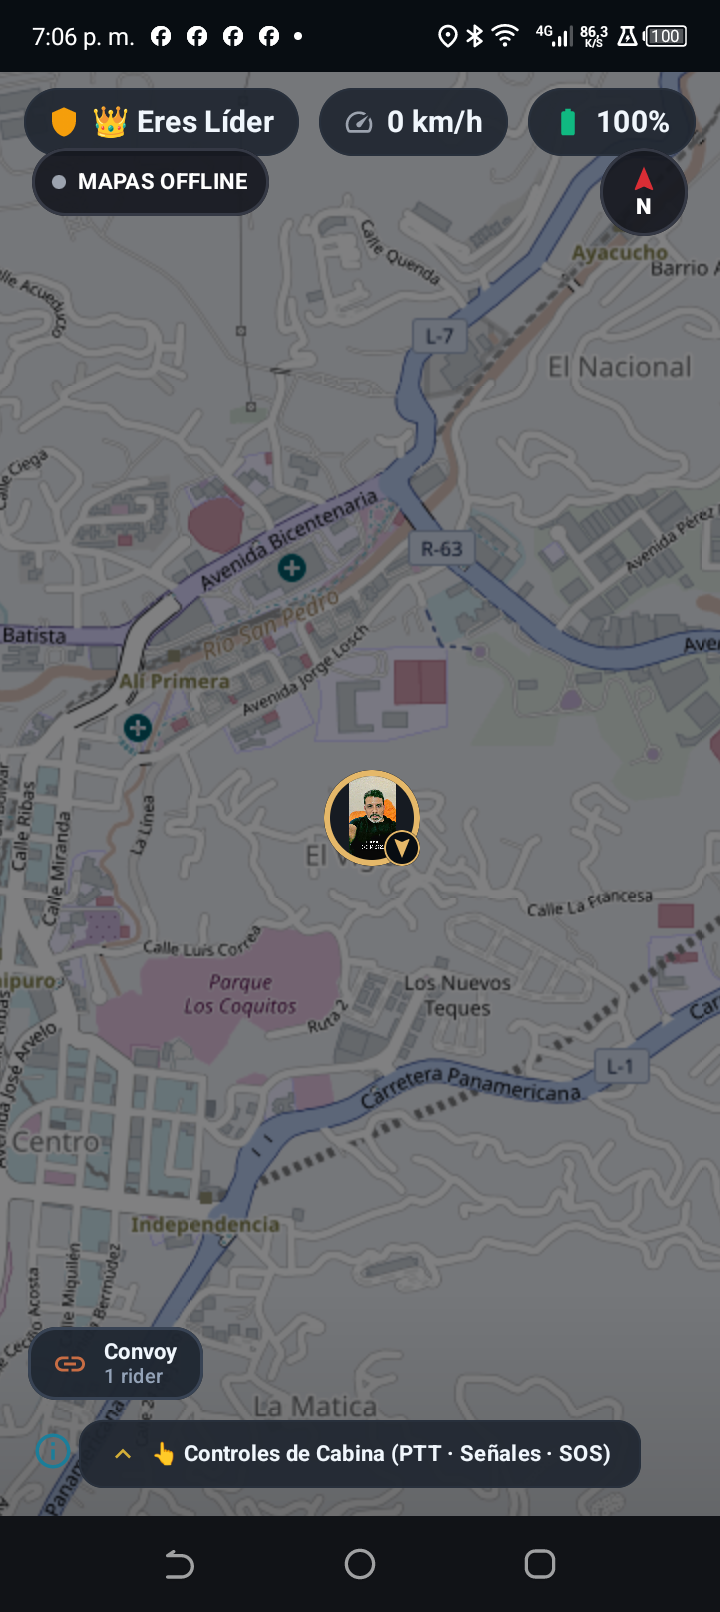 7:06 p. m.
4G
86,3
K/S
100
👑 Eres Líder
0 km/h
100%
MAPAS OFFLINE
N
Calle Quenda
Ayacucho
Barrio
L-7
El Nacional
Calle Ciega
Avenida Bicentenaria
Avenida Pérez
R-63
Batista
Río San Pedro
Avenida Jorge Losch
Alí Primera
Calle Ribas
Calle Miranda
La Línea
Calle La Francesa
Calle Luis Correa
Parque
Los Coquitos
Los Nuevos
Teques
Ruta 2
L-1
Carretera Panamericana
Centro
Independencia
Convoy
1 rider
La Matica
👆 Controles de Cabina (PTT · Señales · SOS)